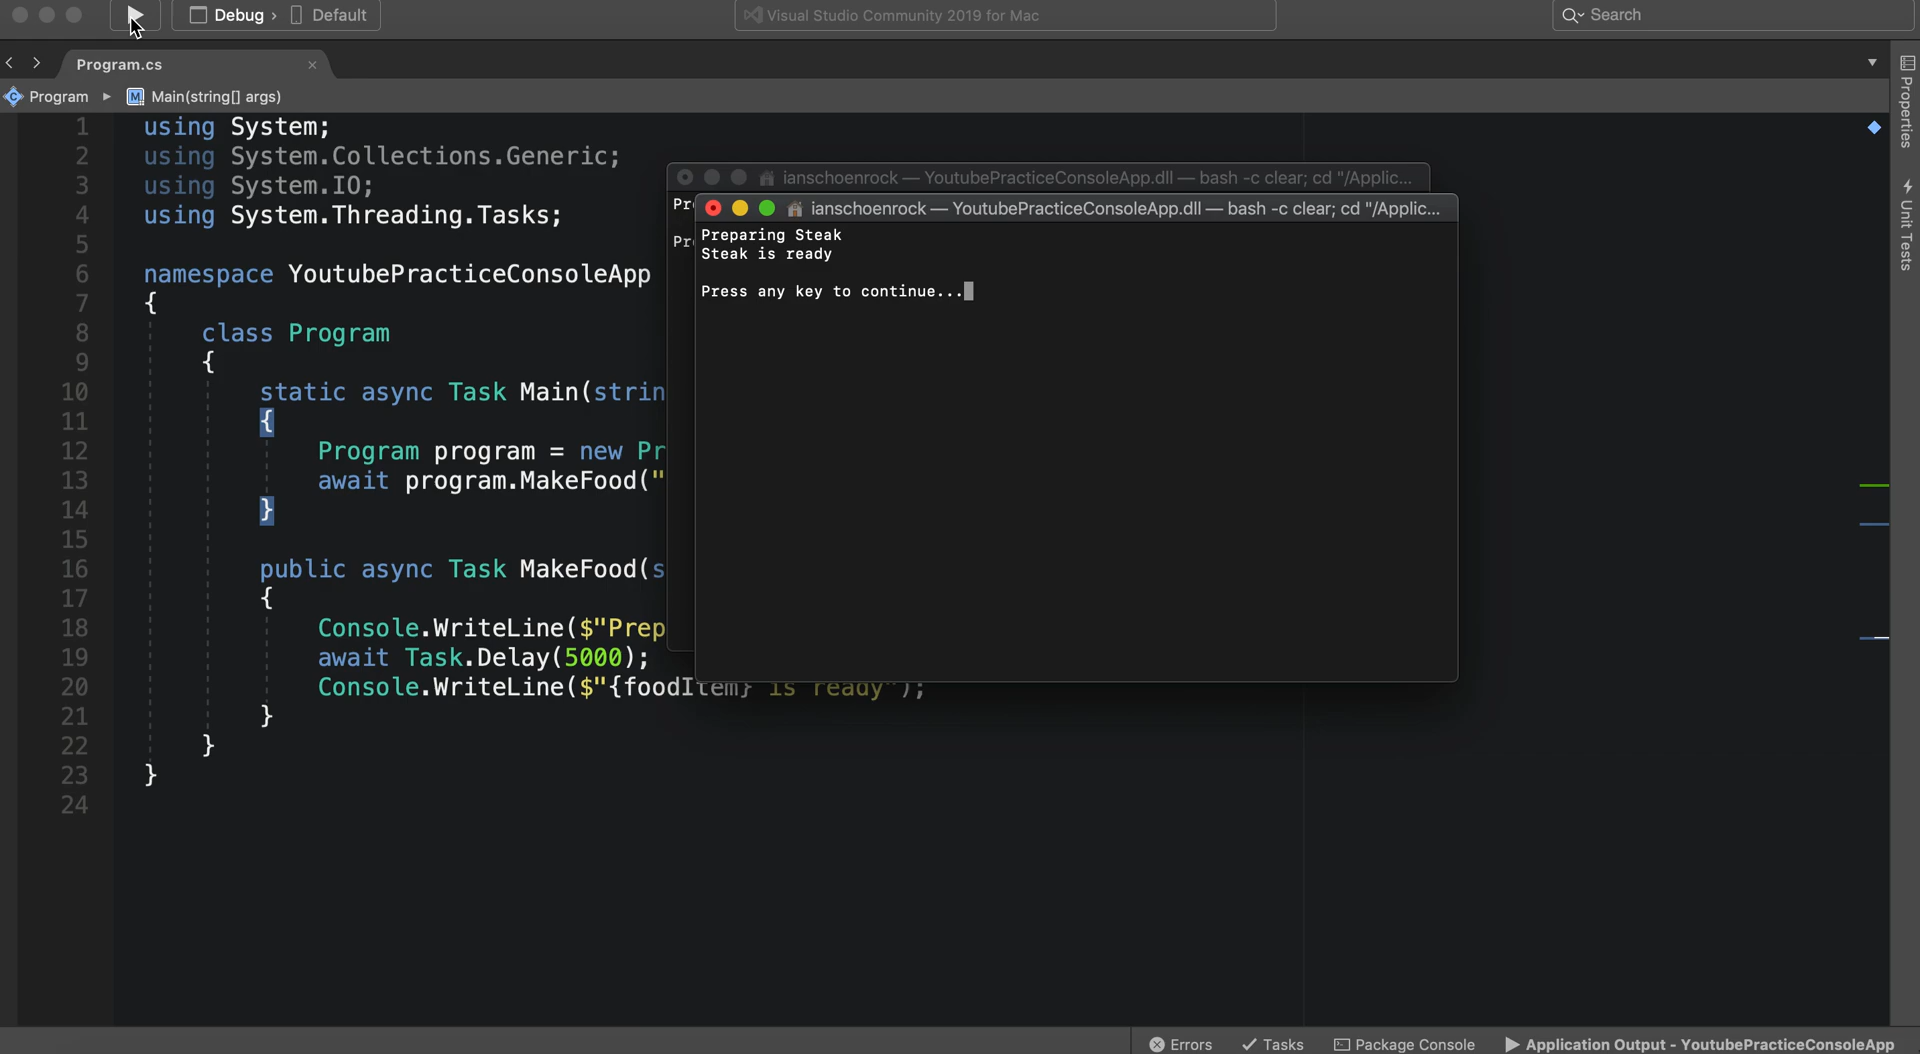 Debug › Default
Visual Studio Community 2019 for Mac
Search
Program.cs
Program ▸ M Main(string[] args)
Properties
Unit Tests
1 using System;
2 using System.Collections.Generic;
3 using System.IO;
4 using System.Threading.Tasks;
5
6 namespace YoutubePracticeConsoleApp
7 {
8 class Program
9 {
10 static async Task Main(strin
11 {
12 Program program = new Pr
13 await program.MakeFood("
14 }
15
16 public async Task MakeFood(s
17 {
18 Console.WriteLine($"Prep
19 await Task.Delay(5000);
20 Console.WriteLine($"{foodItem} is ready");
21 }
22 }
23 }
24
ianschoenrock — YoutubePracticeConsoleApp.dll — bash -c clear; cd "/Applic...
Pr
Pr
ianschoenrock — YoutubePracticeConsoleApp.dll — bash -c clear; cd "/Applic...
Preparing Steak
Steak is ready
Press any key to continue...
Errors
Tasks
Package Console
Application Output - YoutubePracticeConsoleApp